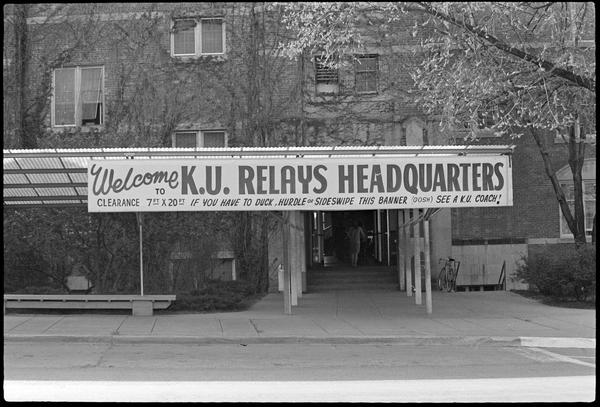 Welcome TO K.U. RELAYS HEADQUARTERS
CLEARANCE 7FT X 20FT IF YOU HAVE TO DUCK, HURDLE OR SIDESWIPE THIS BANNER (GOSH) SEE A K.U. COACH!